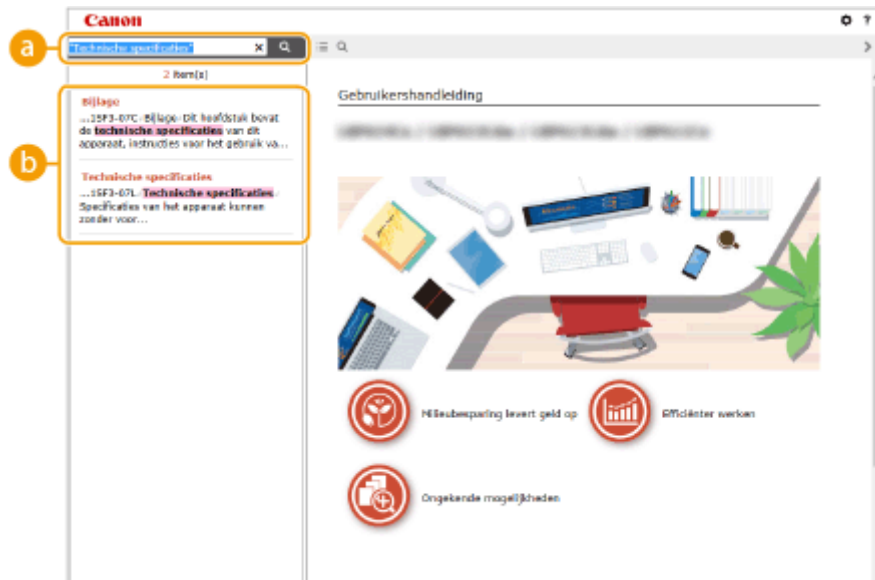 Canon
?
a
"Technische specificaties"
2 Item(s)
b
Bijlage
...15F3-07C. Bijlage Dit hoofdstuk bevat
de technische specificaties van dit
apparaat, instructies voor het gebruik va...
Technische specificaties
...15F3-07L. Technische specificaties.
Specificaties van het apparaat kunnen
zonder voor...
Gebruikershandleiding
Milieubesparing levert geld op
Efficiënter werken
Ongekende mogelijkheden